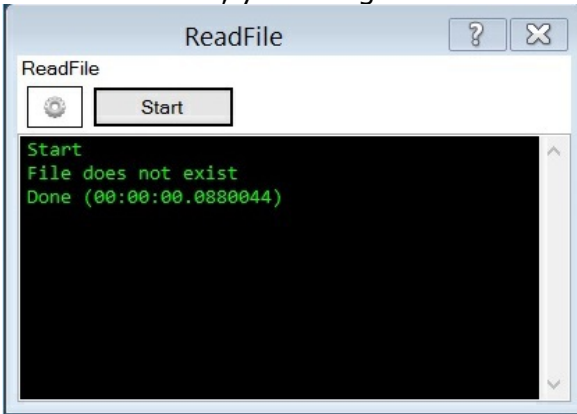 ReadFile
ReadFile
Start
Start
File does not exist
Done (00:00:00.0880044)